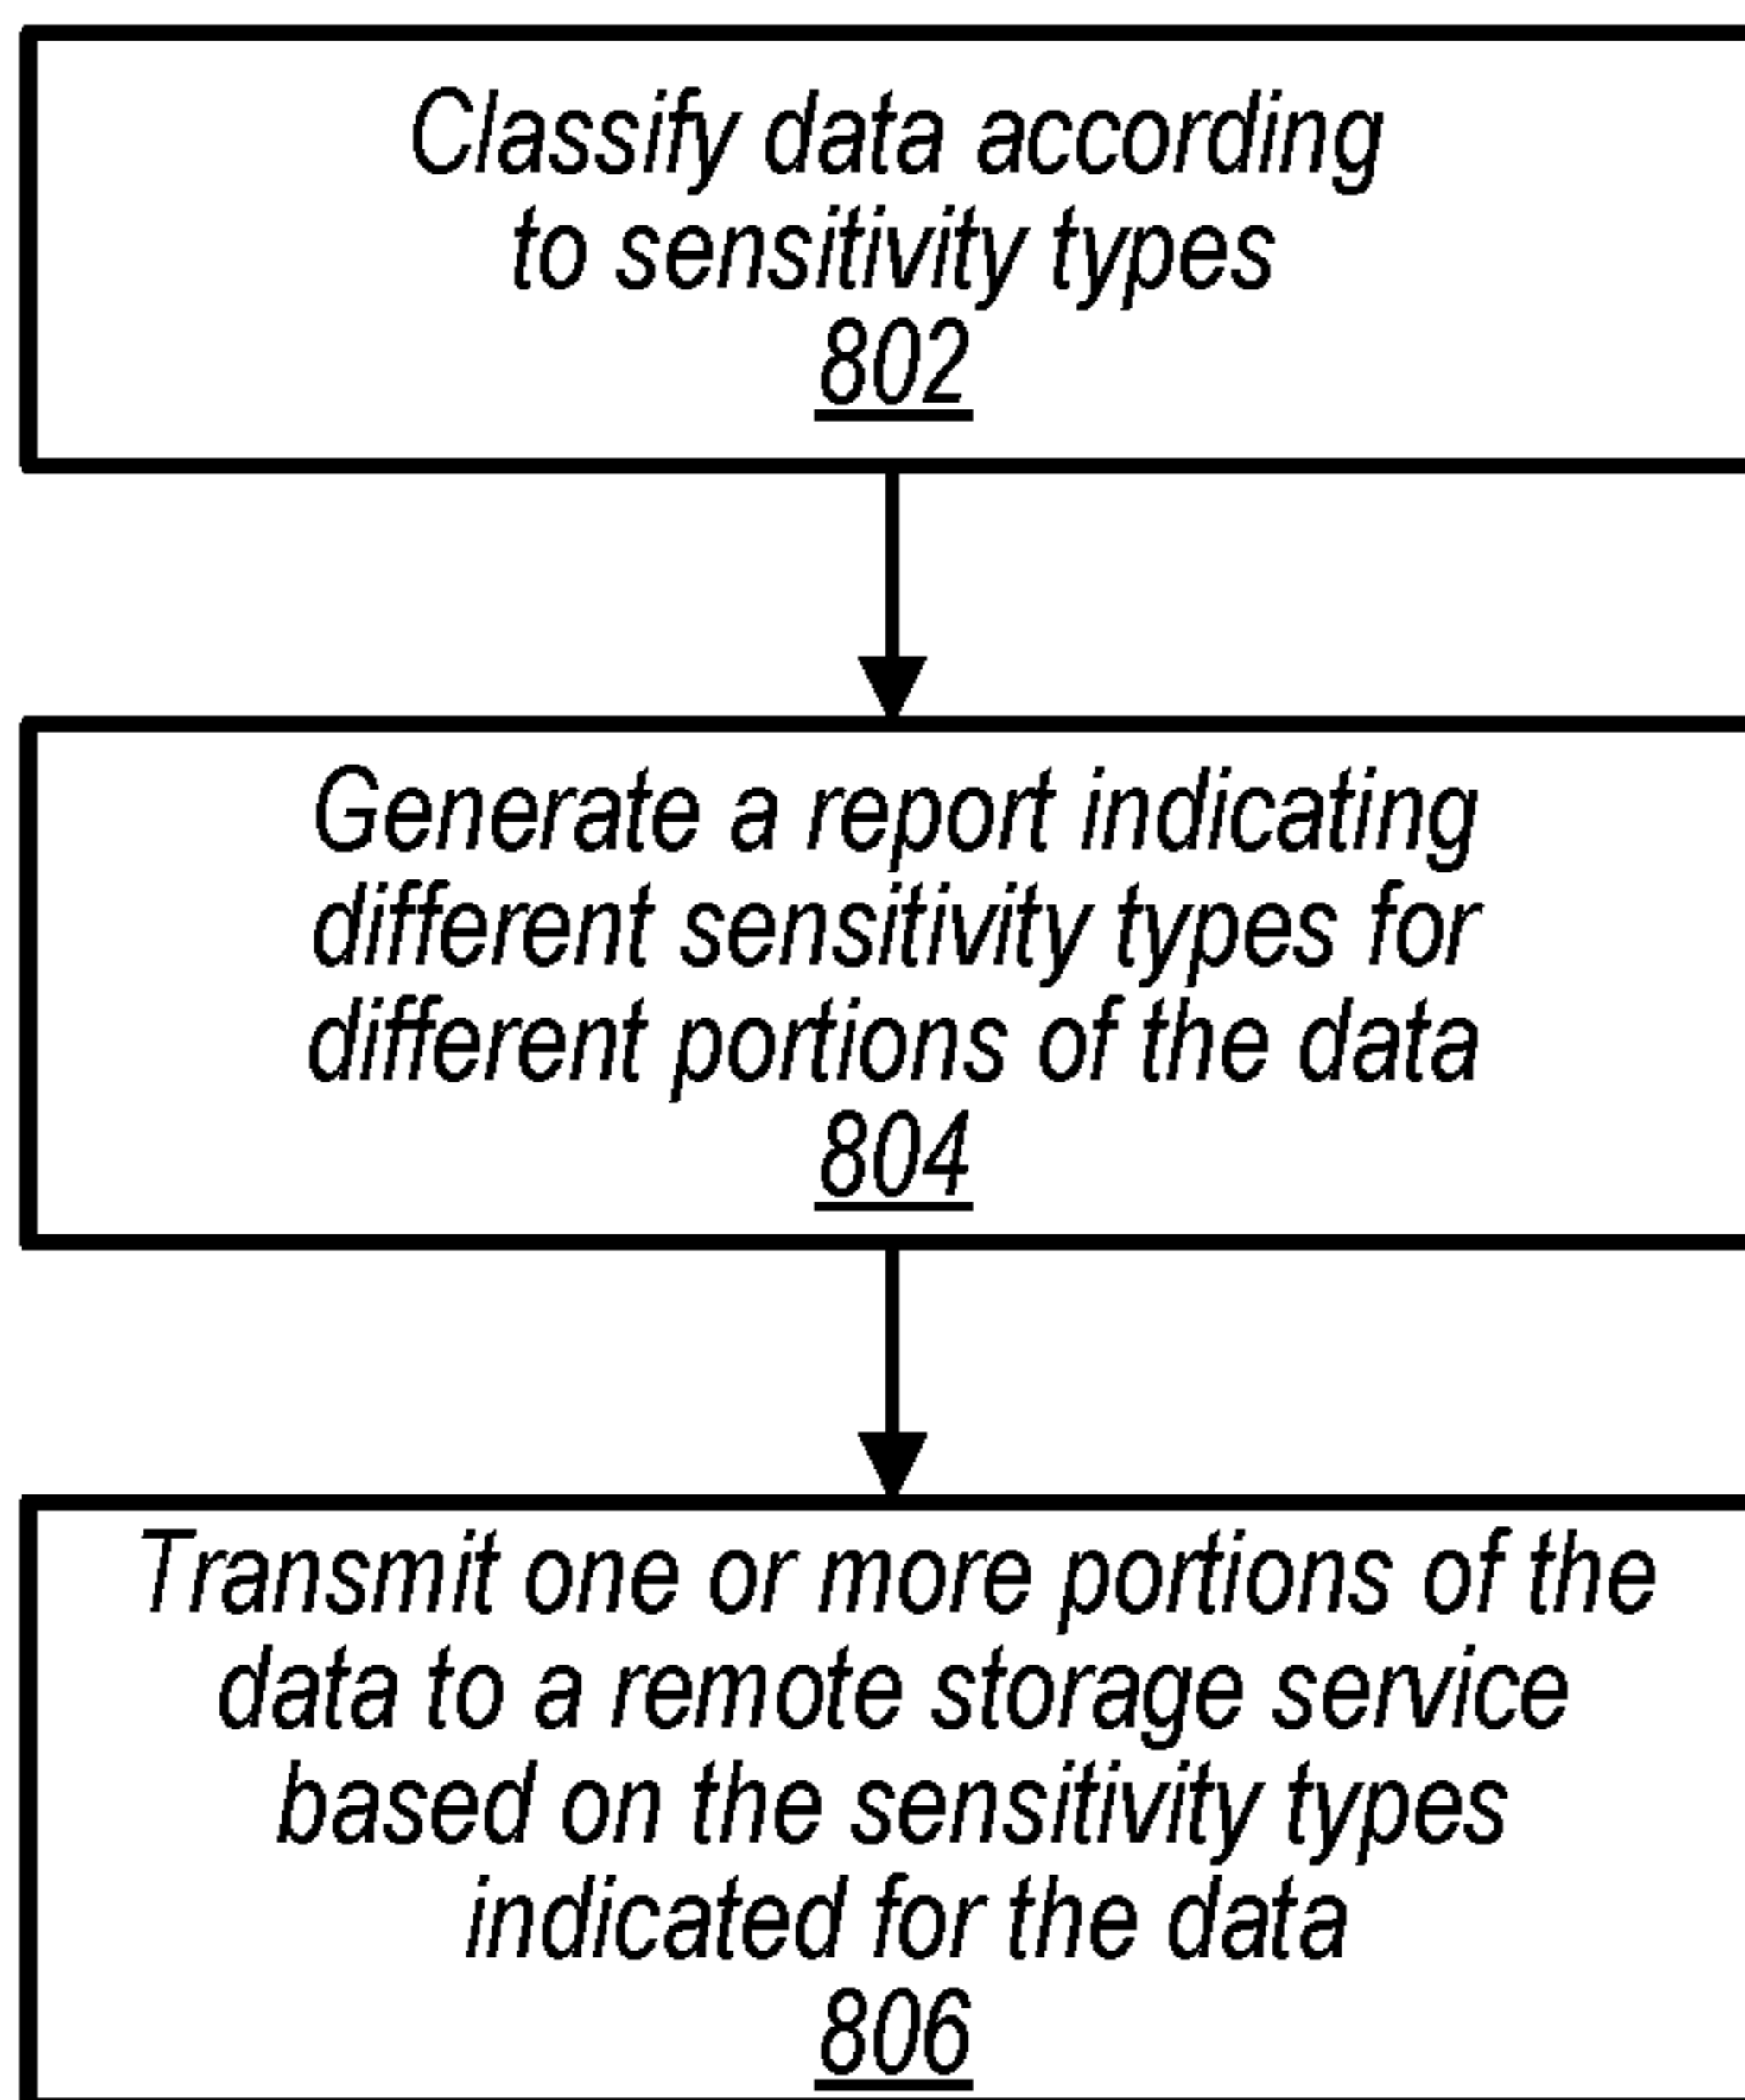 Classify data according
to sensitivity types
802
Generate a report indicating
different sensitivity types for
different portions of the data
804
Transmit one or more portions of the
data to a remote storage service
based on the sensitivity types
indicated for the data
806